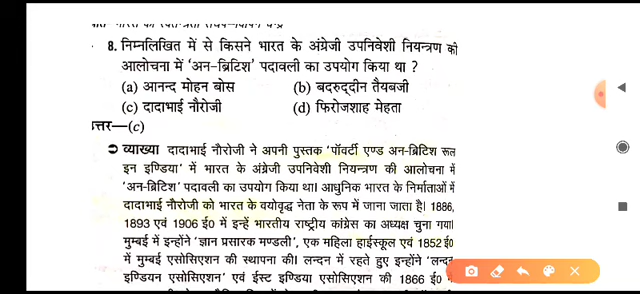 8. निम्नलिखित में से किसने भारत के अंग्रेजी उपनिवेशी नियन्त्रण की
आलोचना में 'अन-ब्रिटिश' पदावली का उपयोग किया था ?
(a) आनन्द मोहन बोस (b) बदरुद्दीन तैयबजी
(c) दादाभाई नौरोजी (d) फिरोजशाह मेहता
त्तर—(c)
व्याख्या दादाभाई नौरोजी ने अपनी पुस्तक 'पॉवर्टी एण्ड अन-ब्रिटिश रूल
इन इण्डिया' में भारत के अंग्रेजी उपनिवेशी नियन्त्रण की आलोचना में
'अन-ब्रिटिश' पदावली का उपयोग किया था। आधुनिक भारत के निर्माताओं में
दादाभाई नौरोजी को भारत के वयोवृद्ध नेता के रूप में जाना जाता है। 1886,
1893 एवं 1906 ई0 में इन्हें भारतीय राष्ट्रीय कांग्रेस का अध्यक्ष चुना गया।
मुम्बई में इन्होंने 'ज्ञान प्रसारक मण्डली', एक महिला हाईस्कूल एवं 1852 ई0
में मुम्बई एसोसिएशन की स्थापना की। लन्दन में रहते हुए इन्होंने 'लन्दन
इण्डियन एसोसिएशन' एवं ईस्ट इण्डिया एसोसिएशन की 1866 ई0